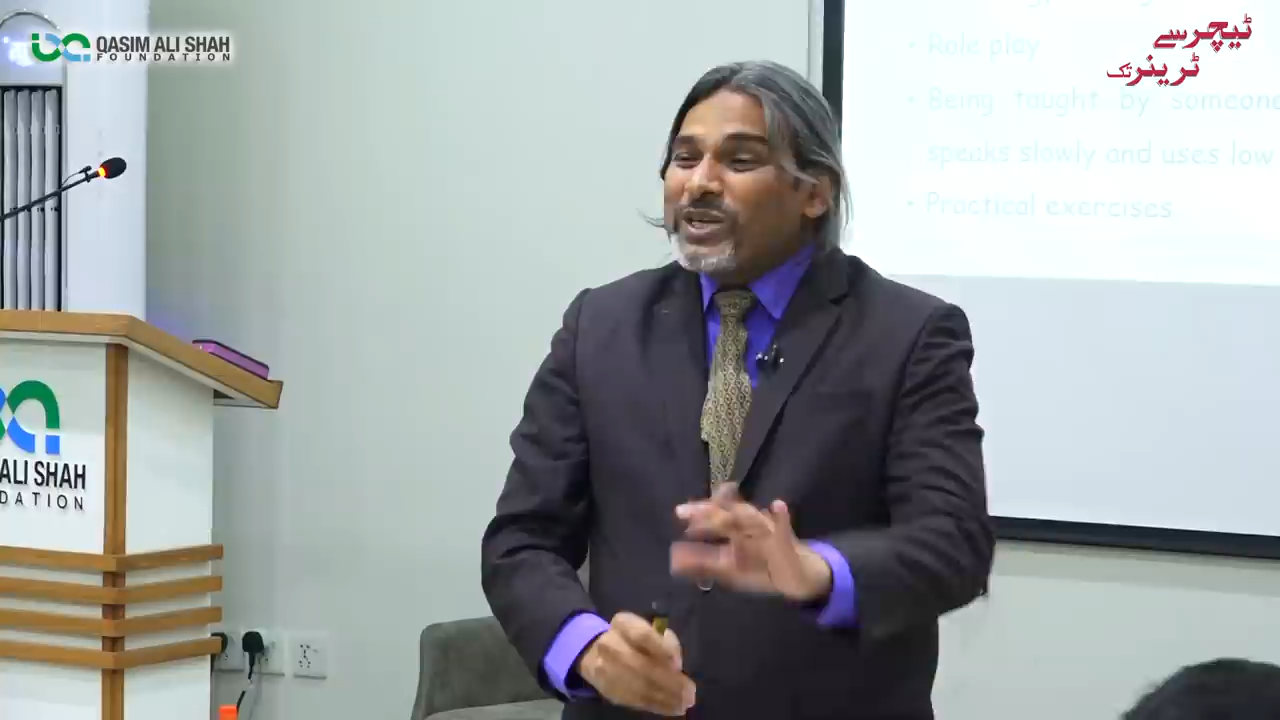 QASIM ALI SHAH
FOUNDATION
ٹیچر سے
ٹرینر تک
• Role play
• Being taught by someone
speaks slowly and uses low
• Practical exercises
ALI SHAH
DATION